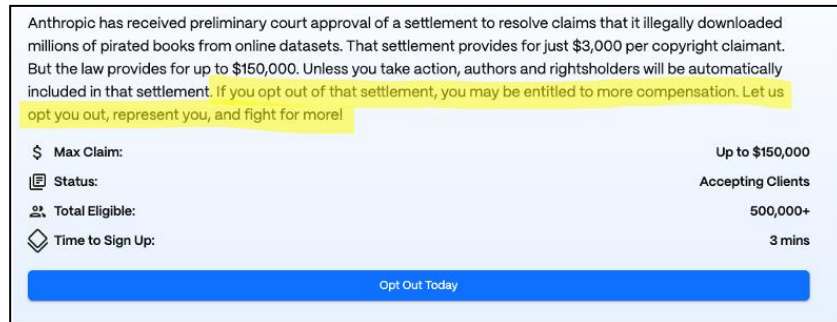 Anthropic has received preliminary court approval of a settlement to resolve claims that it illegally downloaded
millions of pirated books from online datasets. That settlement provides for just $3,000 per copyright claimant.
But the law provides for up to $150,000. Unless you take action, authors and rightsholders will be automatically
included in that settlement. If you opt out of that settlement, you may be entitled to more compensation. Let us
opt you out, represent you, and fight for more!
Max Claim: Up to $150,000
Status: Accepting Clients
Total Eligible: 500,000+
Time to Sign Up: 3 mins
Opt Out Today